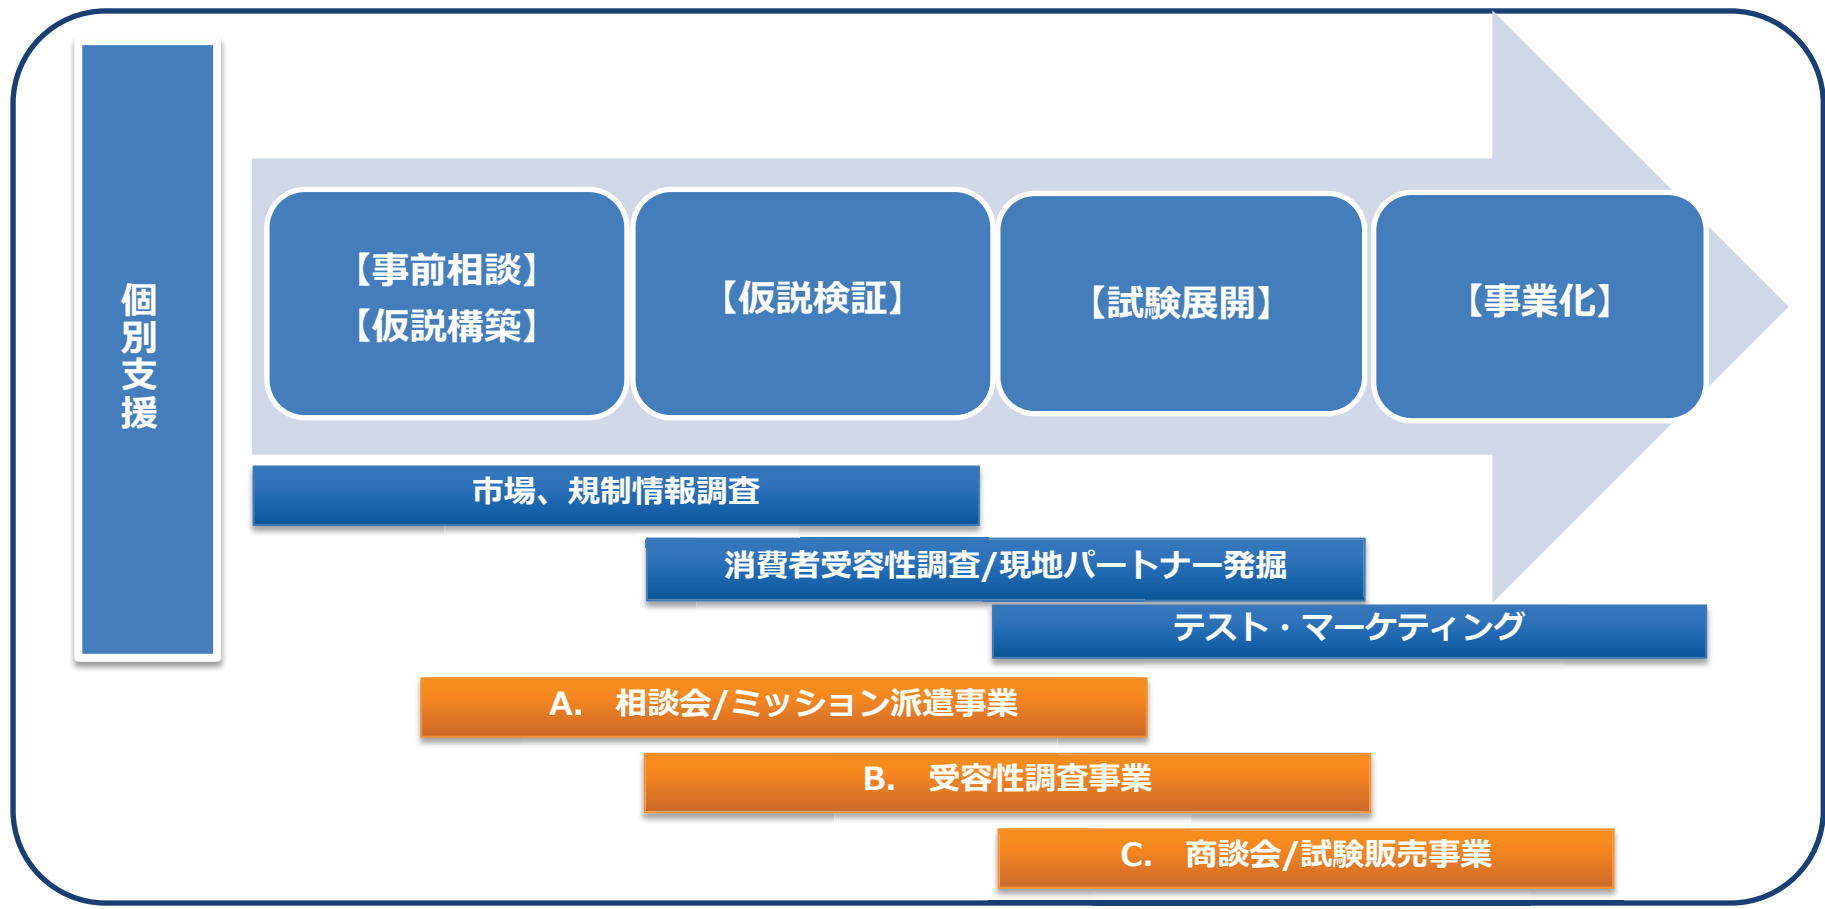 個別支援
【事前相談】
【仮説構築】
【仮説検証】
【試験展開】
【事業化】
市場、規制情報調査
消費者受容性調査/現地パートナー発掘
テスト・マーケティング
A.　相談会/ミッション派遣事業
B.　受容性調査事業
C.　商談会/試験販売事業